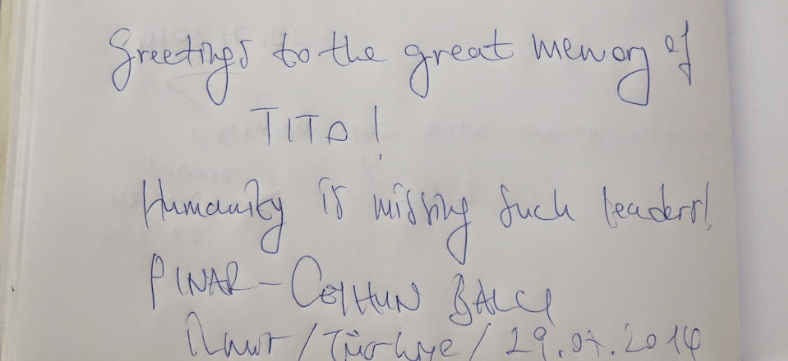 Greetings to the great memory of
TITO!
Humanity is missing such leaders!
PINAR - CEYHUN BALCI
İzmir / Türkiye / 29.07.2014